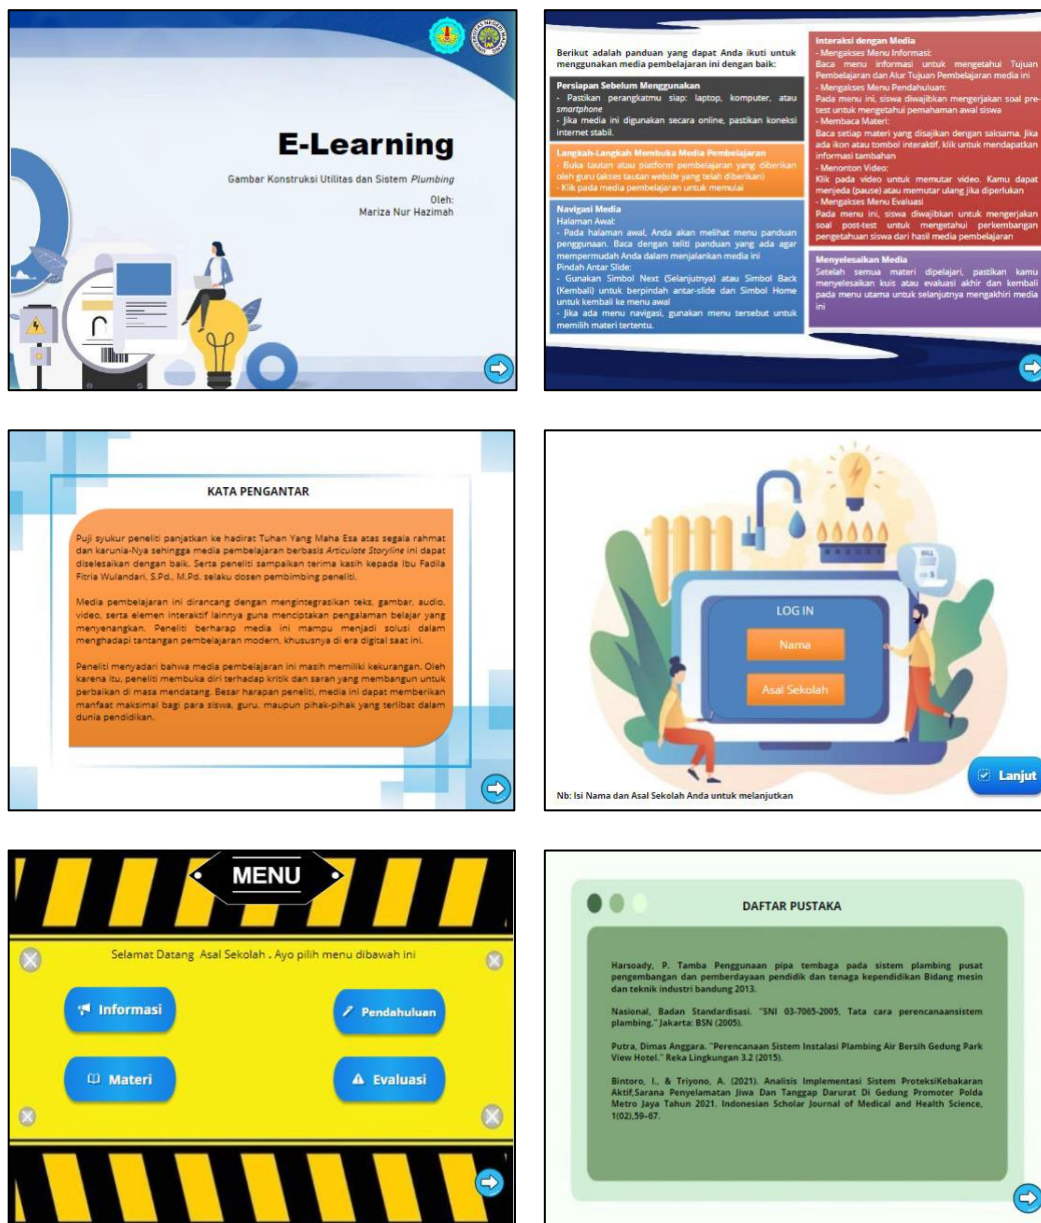 E-Learning
Gambar Konstruksi Utilitas dan Sistem Plumbing
Oleh:
Mariza Nur Hazimah
Berikut adalah panduan yang dapat Anda ikuti untuk
menggunakan media pembelajaran ini dengan baik:
Persiapan Sebelum Menggunakan
- Pastikan perangkatmu siap: laptop, komputer, atau
smartphone
- Jika media ini digunakan secara online, pastikan koneksi
internet stabil.
Langkah-Langkah Membuka Media Pembelajaran
- Buka tautan atau platform pembelajaran yang diberikan
oleh guru (akses tautan website yang telah diberikan)
- Klik pada media pembelajaran untuk memulai
Navigasi Media
Halaman Awal:
- Pada halaman awal, Anda akan melihat menu panduan
penggunaan. Baca dengan teliti panduan yang ada agar
mempermudah Anda dalam menjalankan media ini
Pindah Antar Slide:
- Gunakan Simbol Next (Selanjutnya) atau Simbol Back
(Kembali) untuk berpindah antar-slide dan Simbol Home
untuk kembali ke menu awal
- Jika ada menu navigasi, gunakan menu tersebut untuk
memilih materi tertentu.
Interaksi dengan Media
- Mengakses Menu Informasi:
Baca menu informasi untuk mengetahui Tujuan
Pembelajaran dan Alur Tujuan Pembelajaran media ini
- Mengakses Menu Pendahuluan:
Pada menu ini, siswa diwajibkan mengerjakan soal pre-
test untuk mengetahui pemahaman awal siswa
- Membaca Materi:
Baca setiap materi yang disajikan dengan saksama. Jika
ada ikon atau tombol interaktif, klik untuk mendapatkan
informasi tambahan
- Menonton Video:
Klik pada video untuk memutar video. Kamu dapat
menjeda (pause) atau memutar ulang jika diperlukan
- Mengakses Menu Evaluasi
Pada menu ini, siswa diwajibkan untuk mengerjakan
soal post-test untuk mengetahui perkembangan
pengetahuan siswa dari hasil media pembelajaran
Menyelesaikan Media
Setelah semua materi dipelajari, pastikan kamu
menyelesaikan kuis atau evaluasi akhir dan kembali
pada menu utama untuk selanjutnya mengakhiri media
ini
KATA PENGANTAR
Puji syukur peneliti panjatkan ke hadirat Tuhan Yang Maha Esa atas segala rahmat
dan karunia-Nya sehingga media pembelajaran berbasis Articulate Storyline ini dapat
diselesaikan dengan baik. Serta peneliti sampaikan terima kasih kepada Ibu Fadila
Fitria Wulandari, S.Pd., M.Pd. selaku dosen pembimbing peneliti.
Media pembelajaran ini dirancang dengan mengintegrasikan teks, gambar, audio,
video, serta elemen interaktif lainnya guna menciptakan pengalaman belajar yang
menyenangkan. Peneliti berharap media ini mampu menjadi solusi dalam
menghadapi tantangan pembelajaran modern, khususnya di era digital saat ini.
Peneliti menyadari bahwa media pembelajaran ini masih memiliki kekurangan. Oleh
karena itu, peneliti membuka diri terhadap kritik dan saran yang membangun untuk
perbaikan di masa mendatang. Besar harapan peneliti, media ini dapat memberikan
manfaat maksimal bagi para siswa, guru, maupun pihak-pihak yang terlibat dalam
dunia pendidikan.
BILL
$
LOG IN
Nama
Asal Sekolah
Lanjut
Nb: Isi Nama dan Asal Sekolah Anda untuk melanjutkan
MENU
Selamat Datang Asal Sekolah . Ayo pilih menu dibawah ini
Informasi
Pendahuluan
Materi
Evaluasi
DAFTAR PUSTAKA
Harsoady, P. Tamba Penggunaan pipa tembaga pada sistem plambing pusat
pengembangan dan pemberdayaan pendidik dan tenaga kependidikan Bidang mesin
dan teknik industri bandung 2013.
Nasional, Badan Standardisasi. "SNI 03-7065-2005, Tata cara perencanaansistem
plambing." Jakarta: BSN (2005).
Putra, Dimas Anggara. "Perencanaan Sistem Instalasi Plambing Air Bersih Gedung Park
View Hotel." Reka Lingkungan 3.2 (2015).
Bintoro, I., & Triyono, A. (2021). Analisis Implementasi Sistem ProteksiKebakaran
Aktif,Sarana Penyelamatan Jiwa Dan Tanggap Darurat Di Gedung Promoter Polda
Metro Jaya Tahun 2021. Indonesian Scholar Journal of Medical and Health Science,
1(02),59–67.